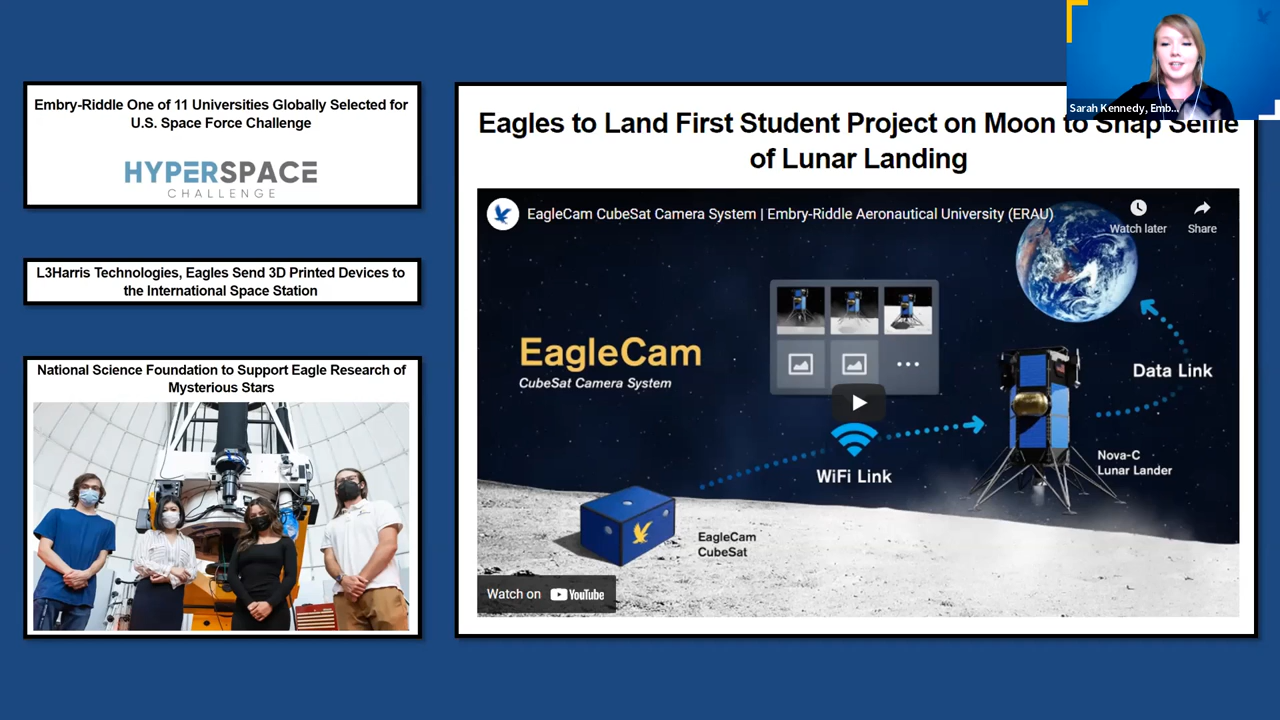 Embry-Riddle One of 11 Universities Globally Selected for
U.S. Space Force Challenge
HYPERSPACE
CHALLENGE
L3Harris Technologies, Eagles Send 3D Printed Devices to
the International Space Station
National Science Foundation to Support Eagle Research of
Mysterious Stars
Sarah Kennedy, Emb...
Eagles to Land First Student Project on Moon to Snap Selfie
of Lunar Landing
EagleCam CubeSat Camera System | Embry-Riddle Aeronautical University (ERAU)
Watch later
Share
EagleCam
CubeSat Camera System
Data Link
WiFi Link
Nova-C
Lunar Lander
EagleCam
CubeSat
Watch on YouTube